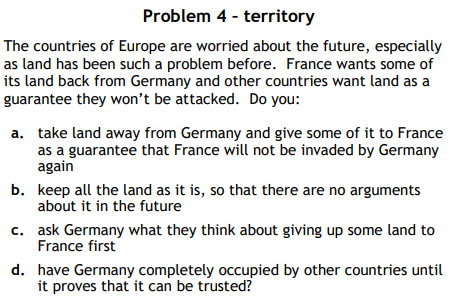 Problem 4 - territory
The countries of Europe are worried about the future, especially
as land has been such a problem before.  France wants some of
its land back from Germany and other countries want land as a
guarantee they won't be attacked.  Do you:
a. take land away from Germany and give some of it to France
as a guarantee that France will not be invaded by Germany
again
b. keep all the land as it is, so that there are no arguments
about it in the future
c. ask Germany what they think about giving up some land to
France first
d. have Germany completely occupied by other countries until
it proves that it can be trusted?